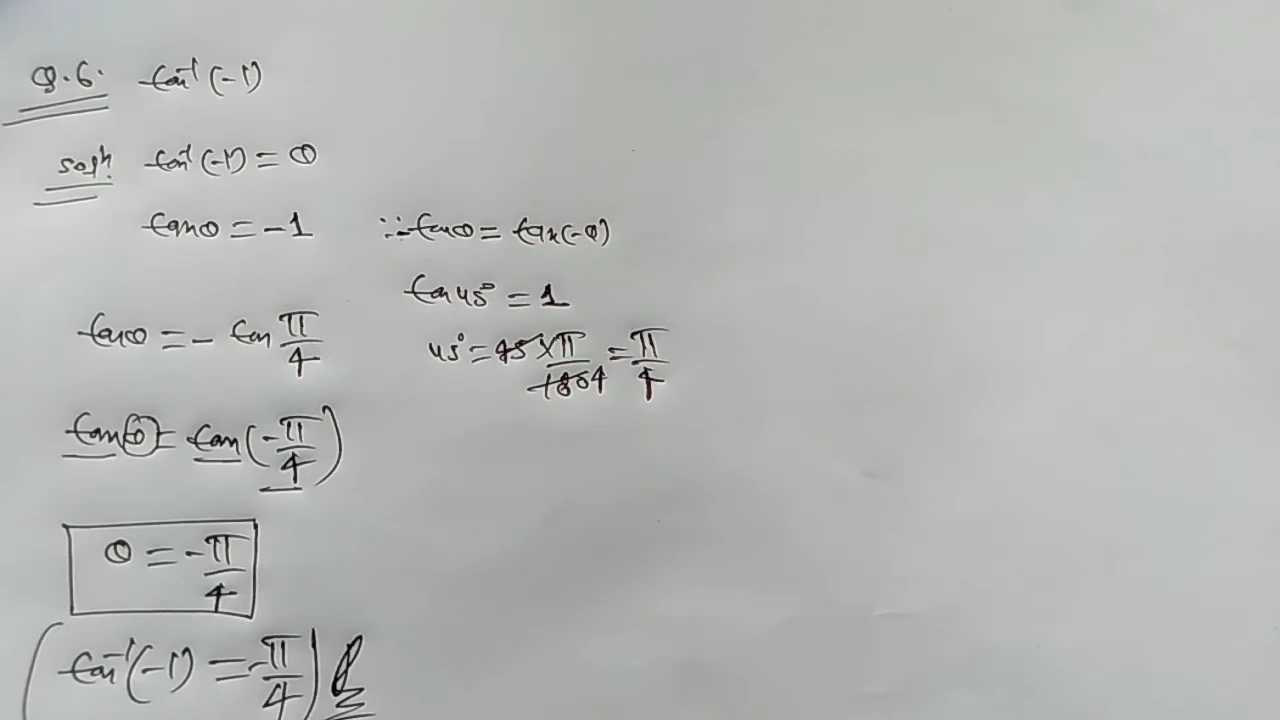 Q.6. tan⁻¹(-1)
Solⁿ. tan⁻¹(-1) = θ
tanθ = -1 ∵ -tanθ = tan(-θ)
tan45° = 1
tanθ = - tan π/4
45° = 45 × π/180 4 = π/4
tan(θ) = tan(-π/4)
θ = -π/4
tan⁻¹(-1) = -π/4